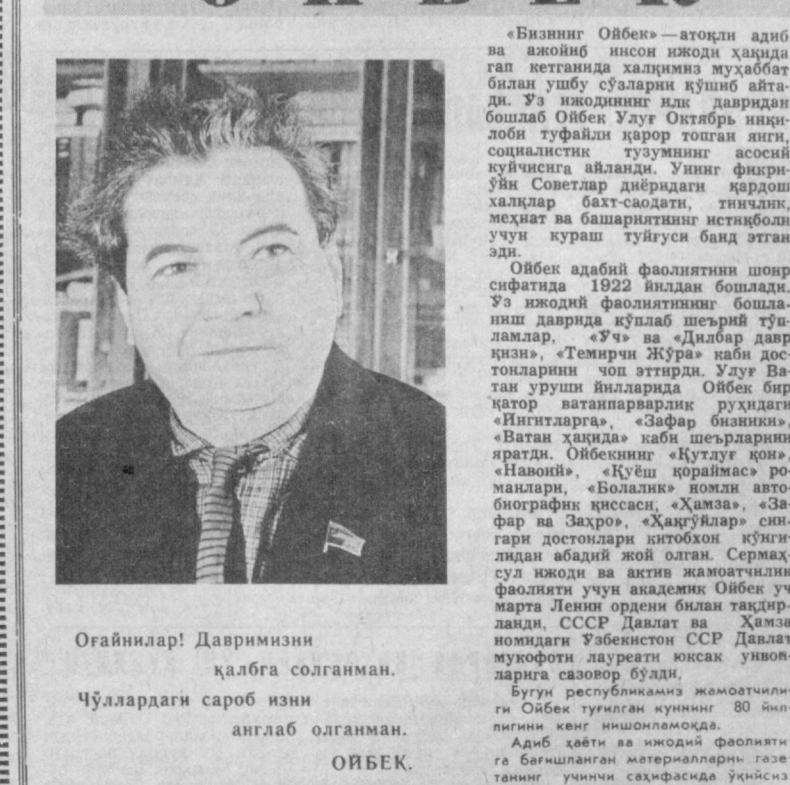 «Бизнинг Ойбек» — атоқли адиб
ва ажойиб инсон ижоди ҳақида
гап кетганида халқимиз муҳаббат
билан ушбу сўзларни қўшиб айта-
ди. Ўз ижодининг илк давридан
бошлаб Ойбек Улуғ Октябрь инқи-
лоби туфайли қарор топган янги,
социалистик тузумнинг асосий
куйчисига айланди. Унинг фикри-
ўйи Советлар диёридаги қардош
халқлар бахт-саодати, тинчлик,
меҳнат ва башариятнинг истиқболи
учун кураш туйғуси банд этган
эди.
Ойбек адабий фаолиятини шоир
сифатида 1922 йилдан бошлади.
Ўз ижодий фаолиятининг бошла-
ниш даврида кўплаб шеърий тўп-
ламлар, «Ўч» ва «Дилбар давр
қизи», «Темирчи Жўра» каби дос-
тонларини чоп эттирди. Улуғ Ва-
тан уруши йилларида Ойбек бир
қатор ватанпарварлик руҳидаги
«Йигитларга», «Зафар бизники»,
«Ватан ҳақида» каби шеърларини
яратди. Ойбекнинг «Қутлуғ қон»,
«Навоий», «Қуёш қораймас» ро-
манлари, «Болалик» номли авто-
биографик қиссаси, «Ҳамза», «За-
фар ва Заҳро», «Ҳақгўйлар» син-
гари достонлари китобхон кўнги-
лидан абадий жой олган. Сермаҳ-
сул ижоди ва актив жамоатчилик
фаолияти учун академик Ойбек уч
марта Ленин ордени билан тақдир-
ланди, СССР Давлат ва Ҳамза
номидаги Ўзбекистон ССР Давлат
мукофоти лауреати юксак унвон-
ларига сазовор бўлди.
Бугун республикамиз жамоатчили-
ги Ойбек туғилган куннинг 80 йил-
лигини кенг нишонламоқда.
Адиб ҳаёти ва ижодий фаолияти-
га бағишланган материалларни газе-
танинг учинчи саҳифасида ўқийсиз
Оғайнилар! Давримизни
қалбга солганман.
Чўллардаги сароб изни
англаб олганман.
ОЙБЕК.